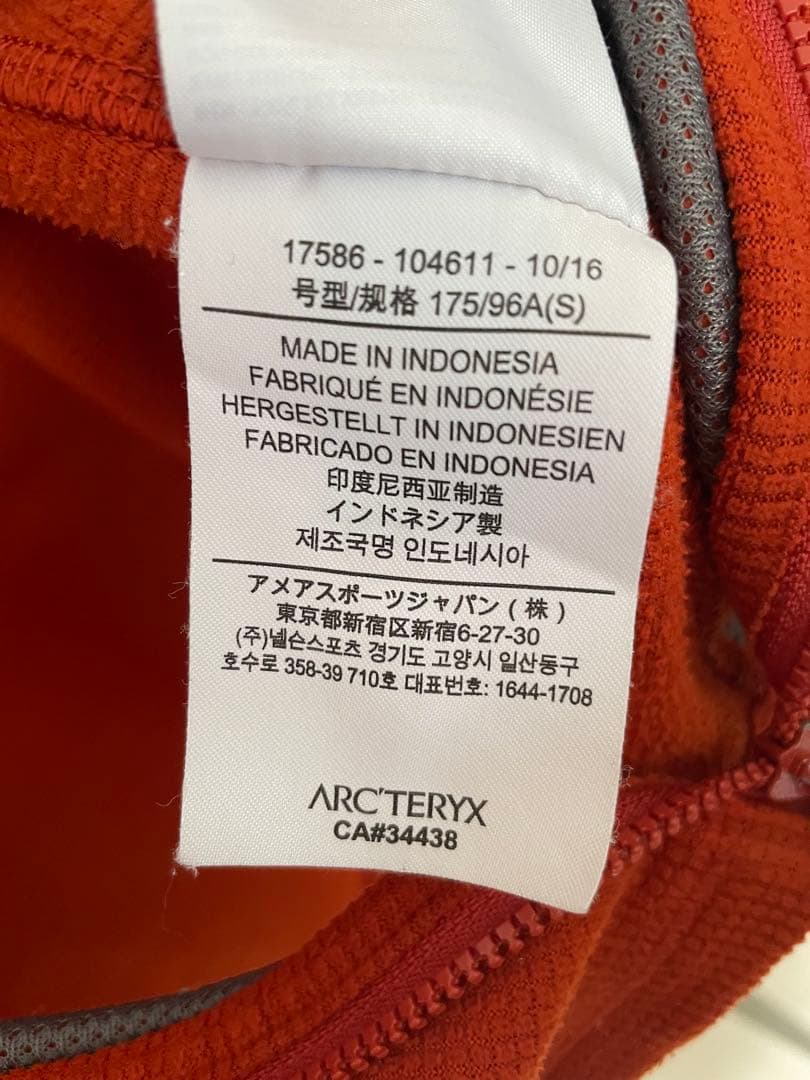 17586 - 104611 - 10/16
号型/规格 175/96A(S)
MADE IN INDONESIA
FABRIQUÉ EN INDONÉSIE
HERGESTELLT IN INDONESIEN
FABRICADO EN INDONESIA
印度尼西亚制造
インドネシア製
제조국명 인도네시아
アメアスポーツジャパン ( 株 )
東京都新宿区新宿6-27-30
(주)넬슨스포츠 경기도 고양시 일산동구
호수로 358-39 710호 대표번호: 1644-1708
ARC'TERYX
CA#34438